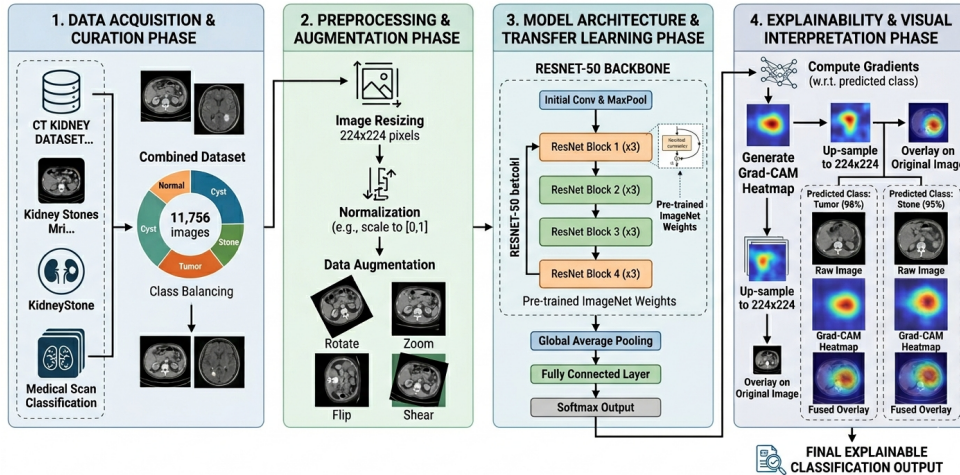 1. DATA ACQUISITION &
CURATION PHASE
CT KIDNEY
DATASET...
Kidney Stones
Mri...
KidneyStone
Medical Scan
Classification
Combined Dataset
Normal
Cyst
Cyst
Stone
Tumor
11,756
images
Class Balancing
2. PREPROCESSING &
AUGMENTATION PHASE
Image Resizing
224x224 pixels
Normalization
(e.g., scale to [0,1]
Data Augmentation
Rotate
Zoom
Flip
Shear
3. MODEL ARCHITECTURE &
TRANSFER LEARNING PHASE
RESNET-50 BACKBONE
Initial Conv & MaxPool
RESNET-50 betcokl
ResNet Block 1 (x3)
ResNet Block 2 (x3)
ResNet Block 3 (x3)
ResNet Block 4 (x3)
Pre-trained
ImageNet
Weights
Pre-trained ImageNet Weights
Global Average Pooling
Fully Connected Layer
Softmax Output
4. EXPLAINABILITY & VISUAL
INTERPRETATION PHASE
Compute Gradients
(w.r.t. predicted class)
Generate
Grad-CAM
Heatmap
Up-sample
to 224x224
Overlay on
Original Image
Up-sample
to 224x224
Overlay on
Original Image
Predicted Class:
Tumor (98%)
Raw Image
Grad-CAM
Heatmap
Fused Overlay
Predicted Class:
Stone (95%)
Raw Image
Grad-CAM
Heatmap
Fused Overlay
FINAL EXPLAINABLE
CLASSIFICATION OUTPUT